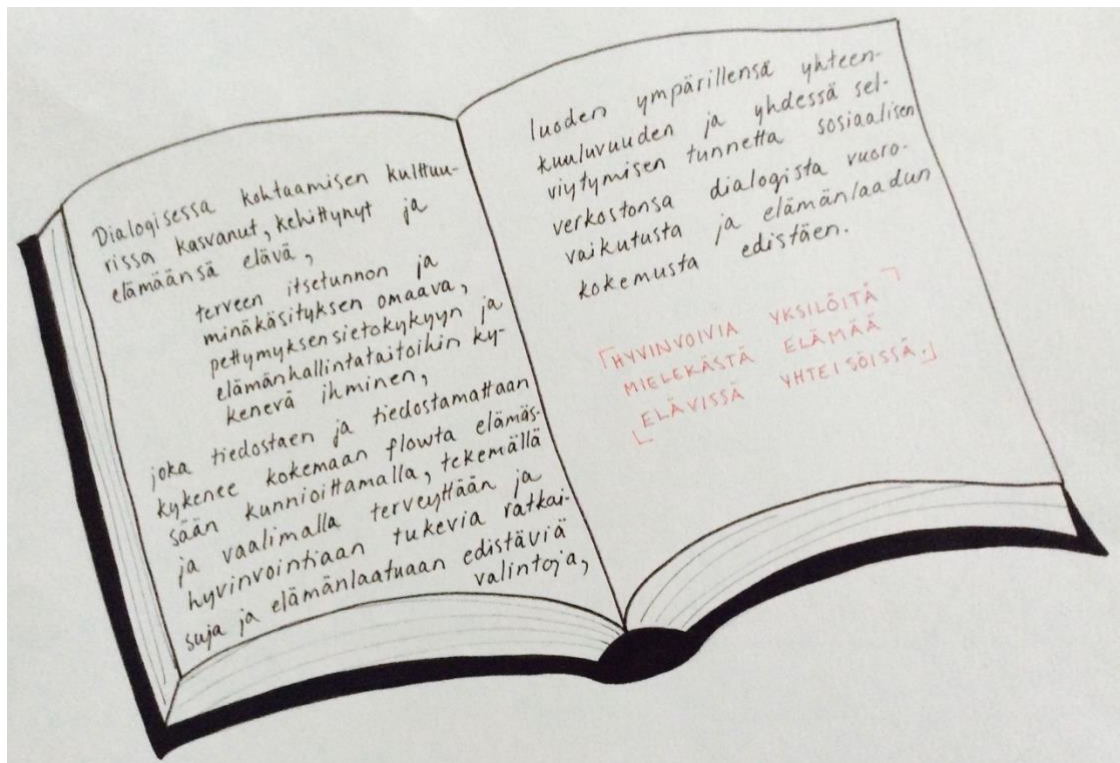 Dialogisessa kohtaamisen kulttuu-
rissa kasvanut, kehittynyt ja
elämäänsä elävä,
terveen itsetunnon ja
minäkäsityksen omaava,
pettymyksensietokykyyn ja
elämänhallintataitoihin ky-
kenevä ihminen,
joka tiedostaen ja tiedostamattaan
kykenee kokemaan flowta elämäs-
sään kunnioittamalla, tekemällä
ja vaalimalla terveyttään ja
hyvinvointiaan tukevia ratkai-
suja ja elämänlaatuaan edistäviä
valintoja,
luoden ympärillensä yhteen-
kuuluvuuden ja yhdessä sel-
viytymisen tunnetta sosiaalisen
verkostonsa dialogista vuoro-
vaikutusta ja elämänlaadun
kokemusta edistäen.
「HYVINVOIVIA YKSILÖITÄ
MIELEKÄSTÄ ELÄMÄÄ
ELÄVISSÄ YHTEISÖISSÄ.」